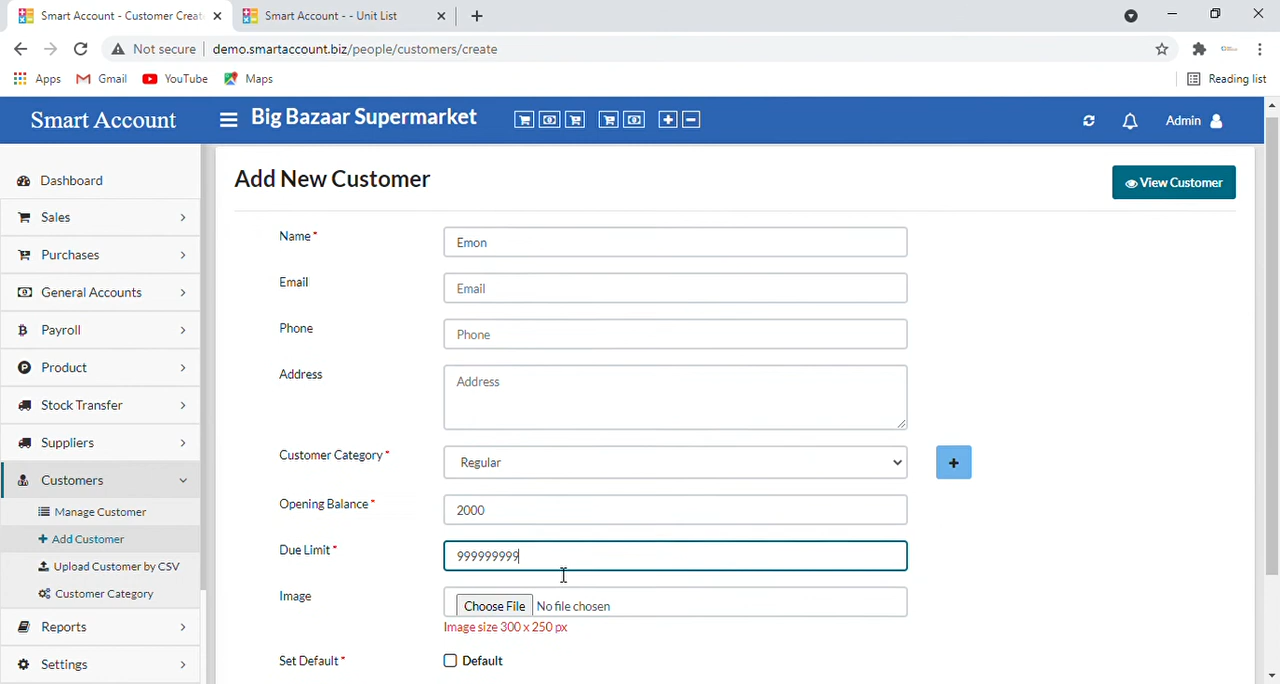 Smart Account - Customer Creat
Smart Account - - Unit List
Not secure demo.smartaccount.biz/people/customers/create
Apps Gmail YouTube Maps Reading list
Smart Account Big Bazaar Supermarket Admin
Dashboard
Sales
Purchases
General Accounts
Payroll
Product
Stock Transfer
Suppliers
Customers
Manage Customer
Add Customer
Upload Customer by CSV
Customer Category
Reports
Settings
Add New Customer
View Customer
Name* Emon
Email Email
Phone Phone
Address Address
Customer Category* Regular
Opening Balance* 2000
Due Limit* 999999999
Image Choose File No file chosen
Image size 300 x 250 px
Set Default* Default